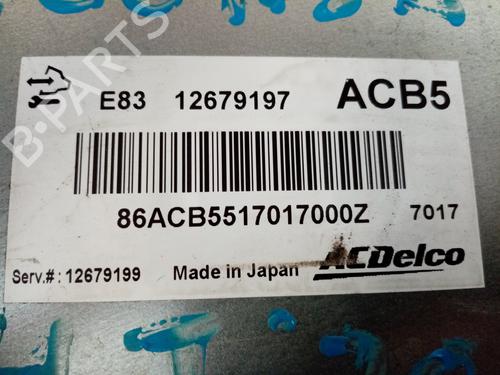 B-PARTS
E83 12679197 ACB5
86ACB5517017000Z 7017
Serv.#: 12679199 Made in Japan ACDelco